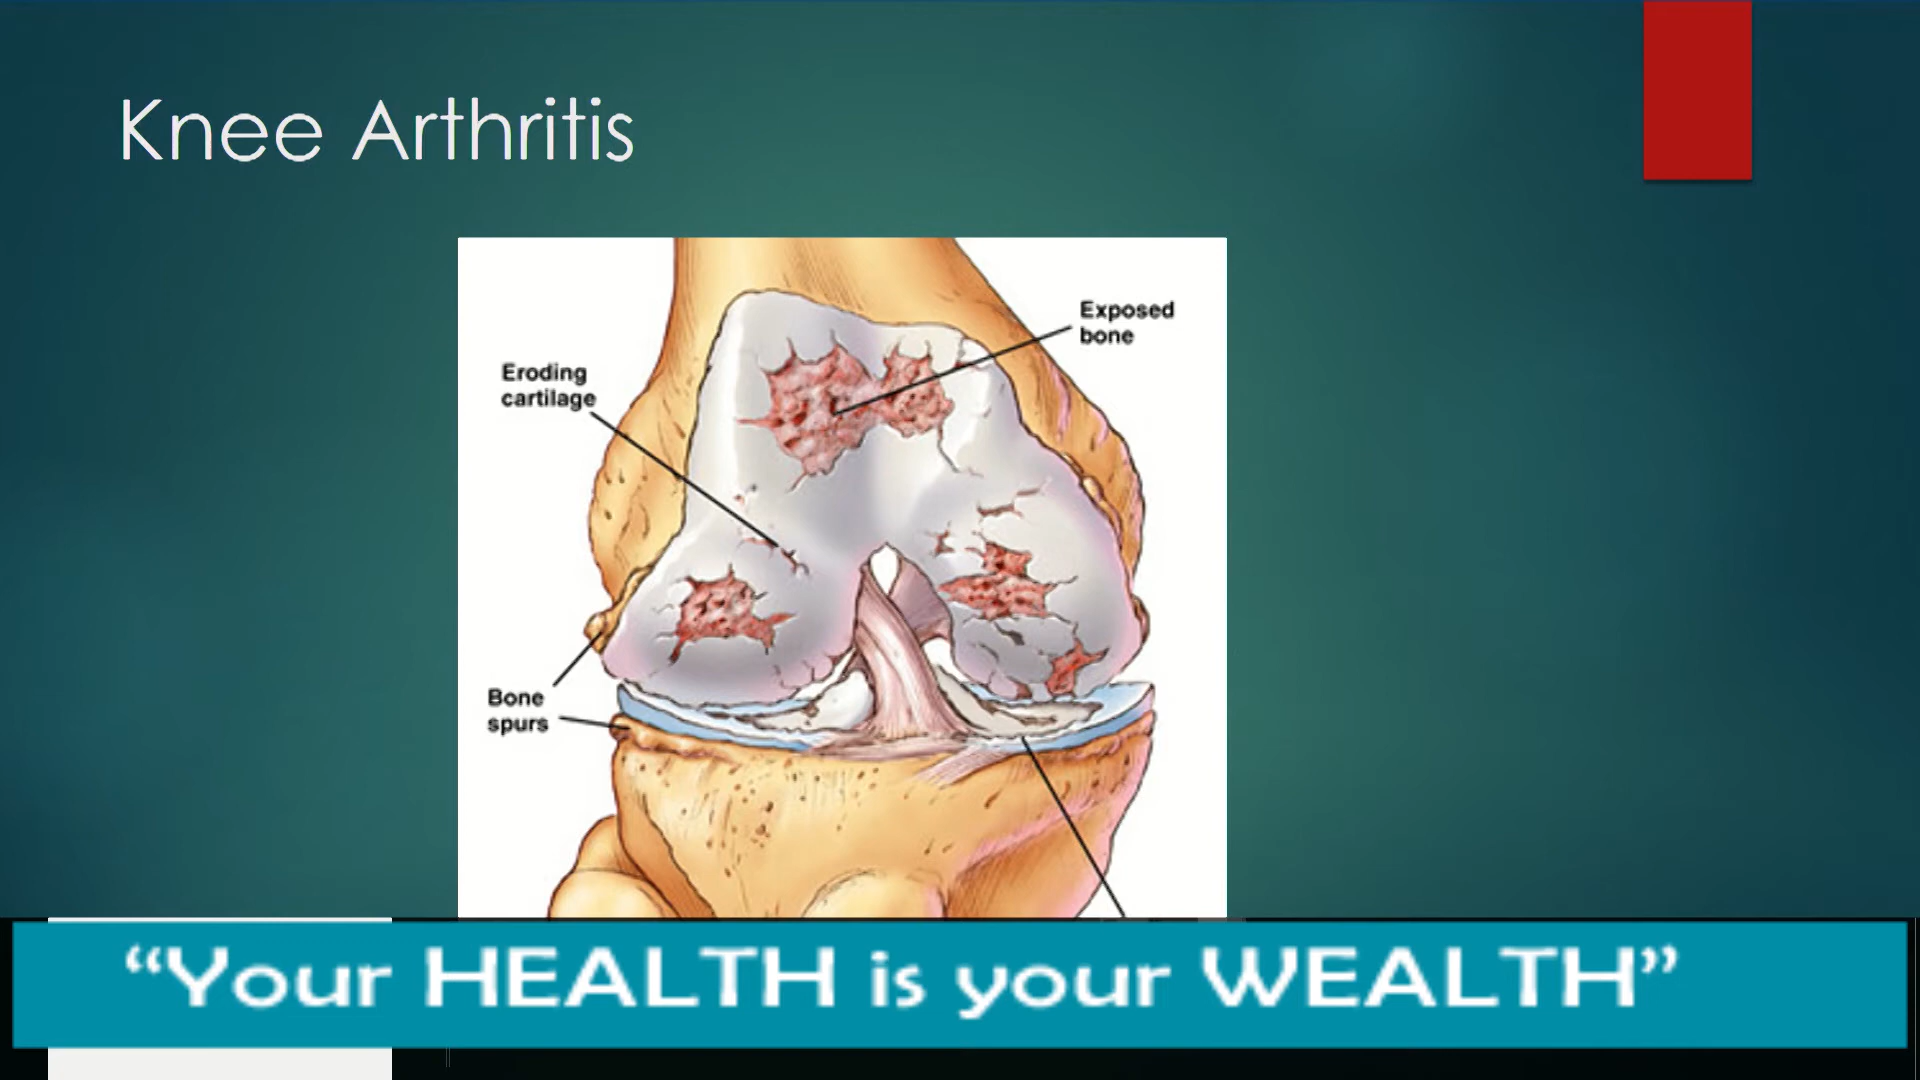 Knee Arthritis
Exposed
bone
Eroding
cartilage
Bone
spurs
“Your HEALTH is your WEALTH”